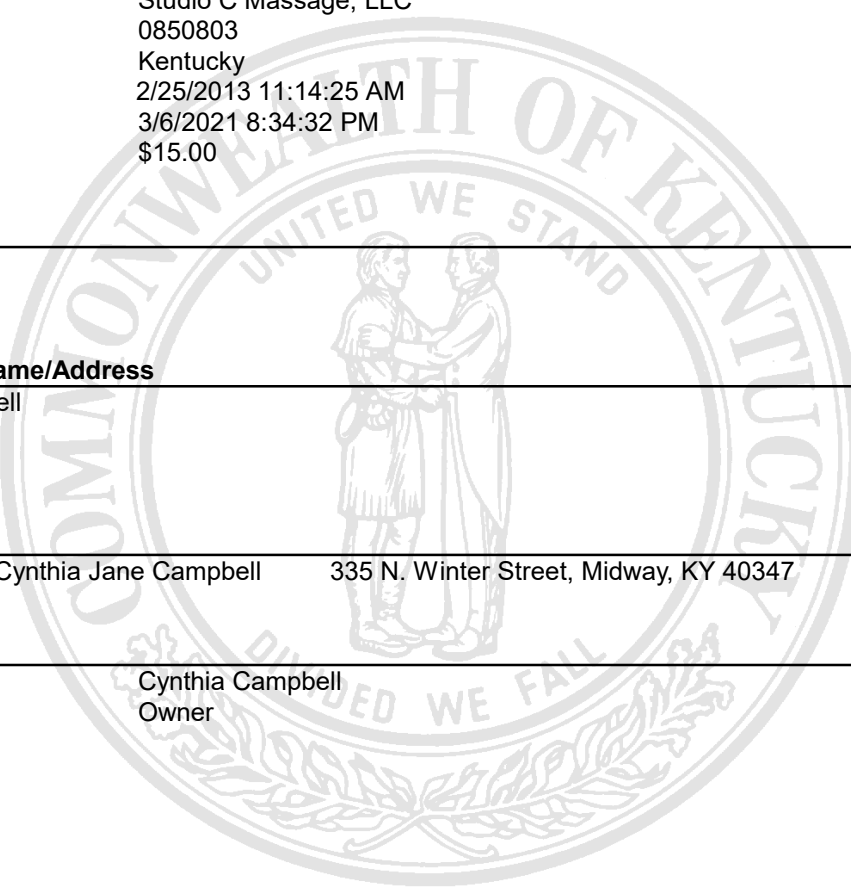 Studio C Massage, LLC
0850803
Kentucky
2/25/2013 11:14:25 AM
3/6/2021 8:34:32 PM
$15.00
COMMONWEALTH OF KENTUCKY
UNITED WE STAND
ame/Address
ell
Cynthia Jane Campbell 335 N. Winter Street, Midway, KY 40347
DIVIDED WE FALL
Cynthia Campbell
Owner